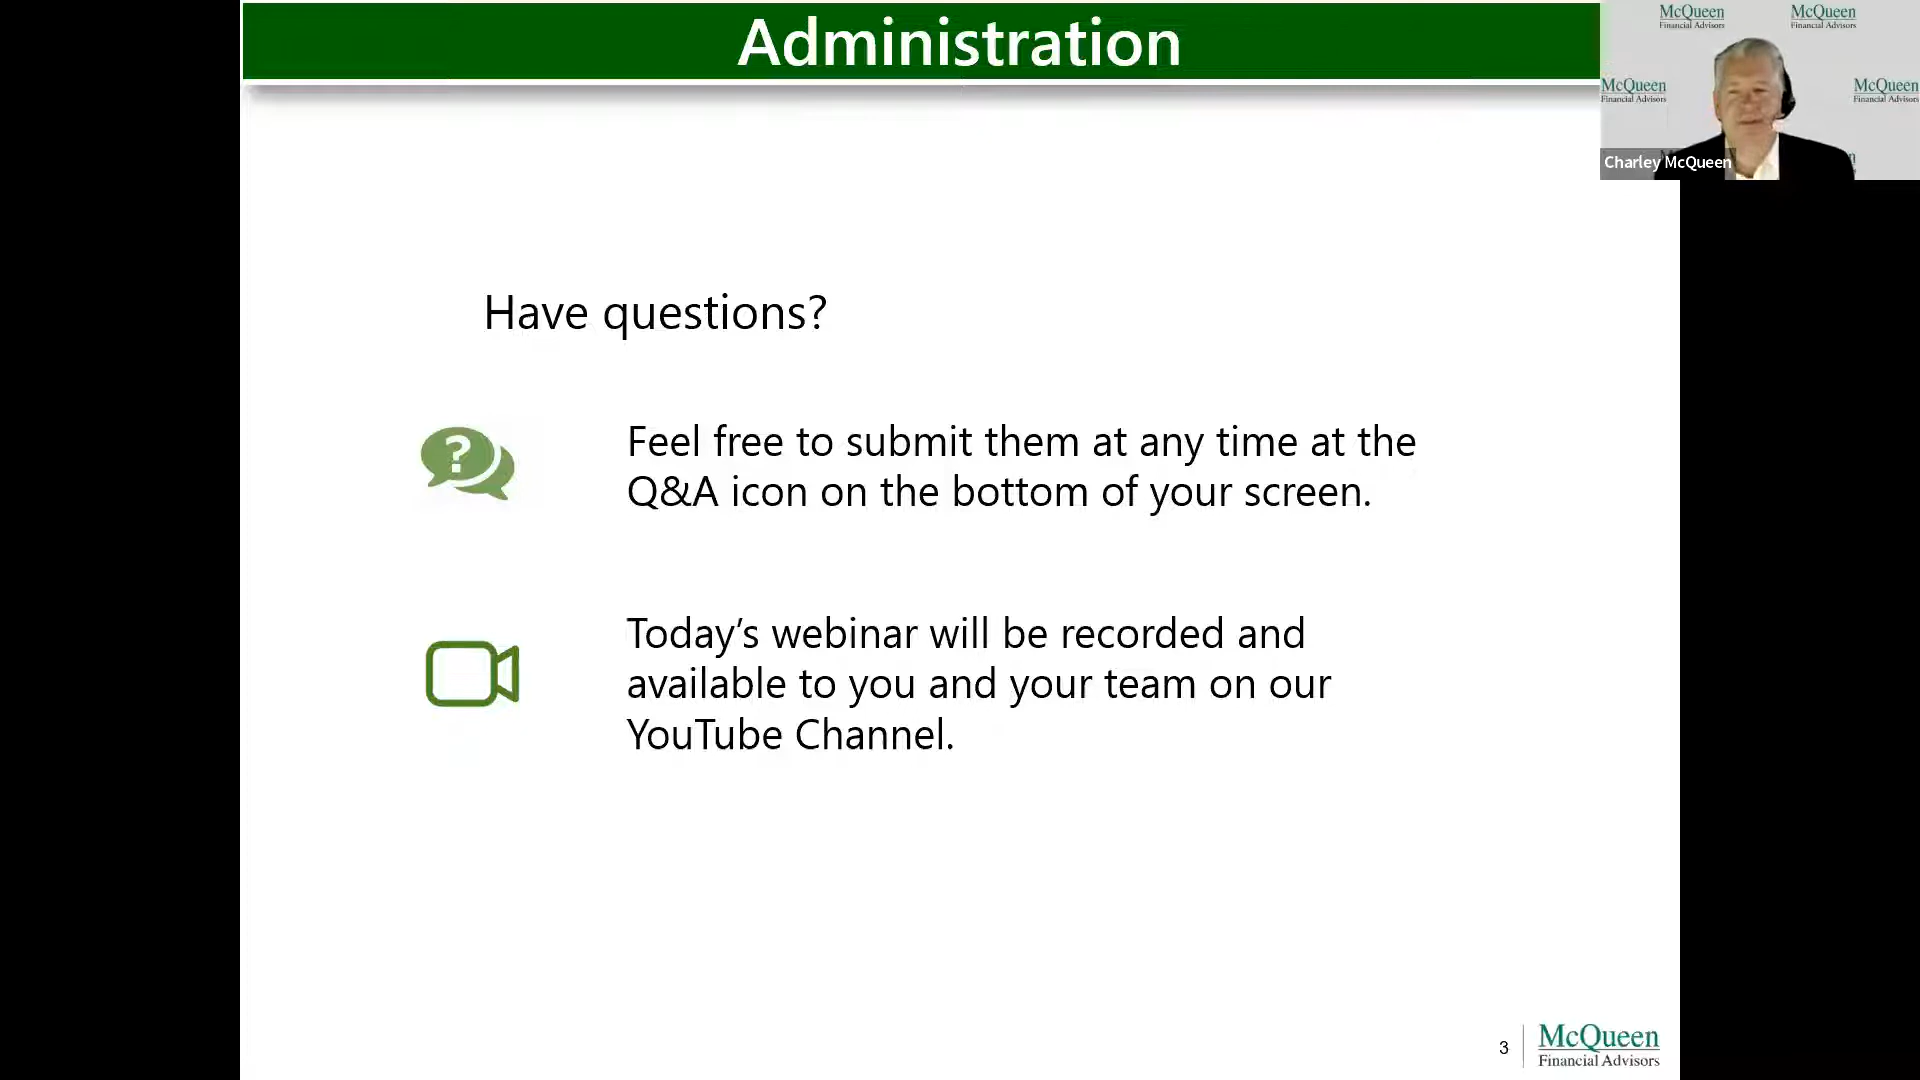 Administration
McQueen
Financial Advisors
McQueen
Financial Advisors
McQueen
Financial Advisors
McQueen
Financial Advisors
Charley McQueen
Have questions?
?
Feel free to submit them at any time at the
Q&A icon on the bottom of your screen.
Today’s webinar will be recorded and
available to you and your team on our
YouTube Channel.
3
McQueen
Financial Advisors